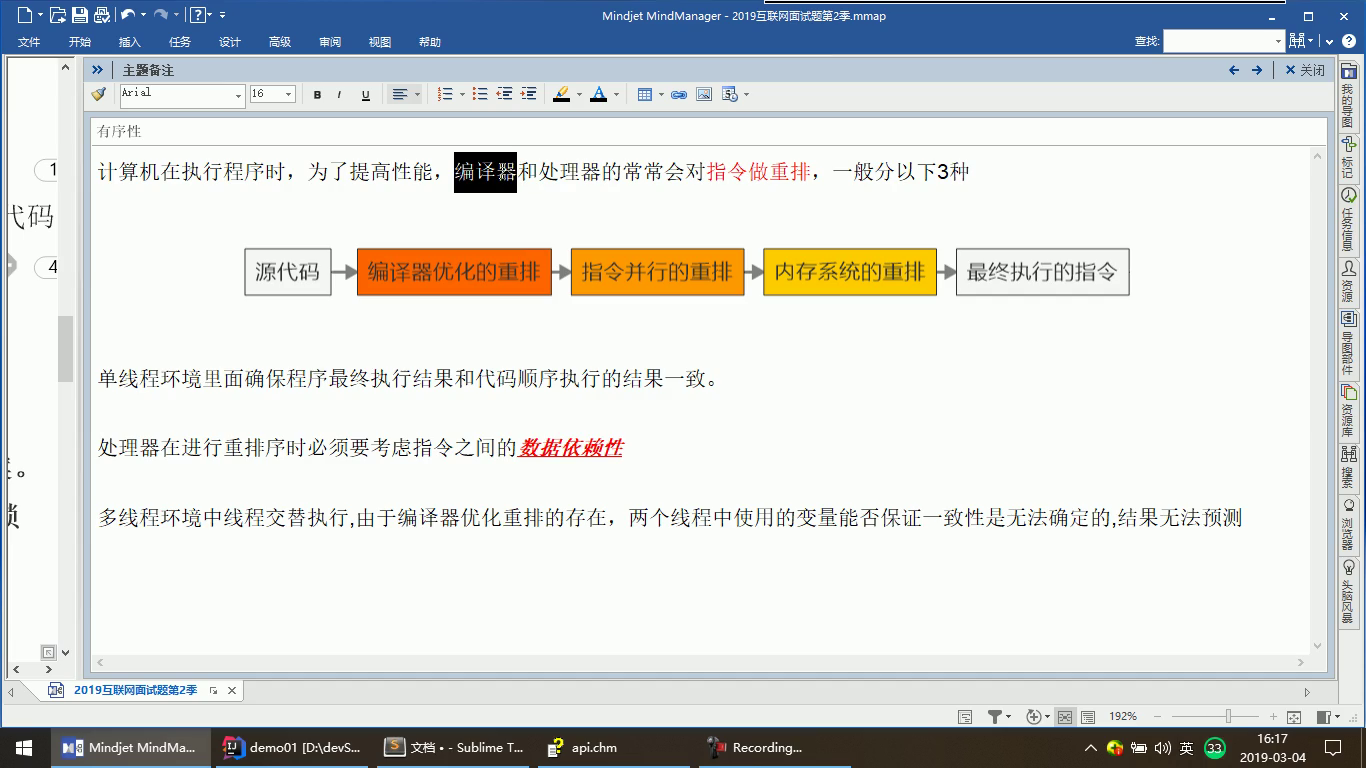 Mindjet MindManager - 2019互联网面试题第2季.mmap
文件 开始 插入 任务 设计 高级 审阅 视图 帮助
查找:
主题备注
关闭
Arial 16 B I U
有序性
计算机在执行程序时，为了提高性能，编译器和处理器的常常会对指令做重排，一般分以下3种
源代码 编译器优化的重排 指令并行的重排 内存系统的重排 最终执行的指令
单线程环境里面确保程序最终执行结果和代码顺序执行的结果一致。
处理器在进行重排序时必须要考虑指令之间的数据依赖性
多线程环境中线程交替执行,由于编译器优化重排的存在，两个线程中使用的变量能否保证一致性是无法确定的,结果无法预测
1
代码
4
我的导图
标记
任务信息
资源
导图部件
资源库
搜索
浏览器
头脑风暴
2019互联网面试题第2季
192%
Mindjet MindMa...
demo01 [D:\devS...
文档 • - Sublime T...
api.chm
Recording...
英
33
16:17
2019-03-04